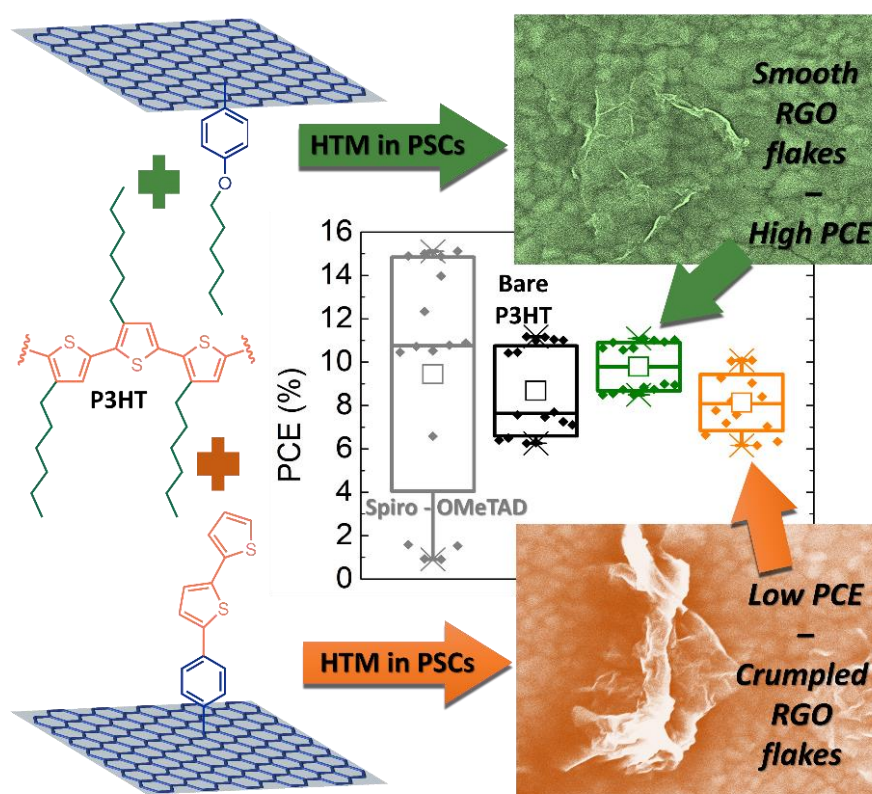 HTM in PSCs
Smooth
RGO
flakes
–
High PCE
O
S
S
S
P3HT
S
S
PCE (%)
16
14
12
10
8
6
4
2
0
Bare
P3HT
Spiro - OMeTAD
HTM in PSCs
Low PCE
–
Crumpled
RGO
flakes